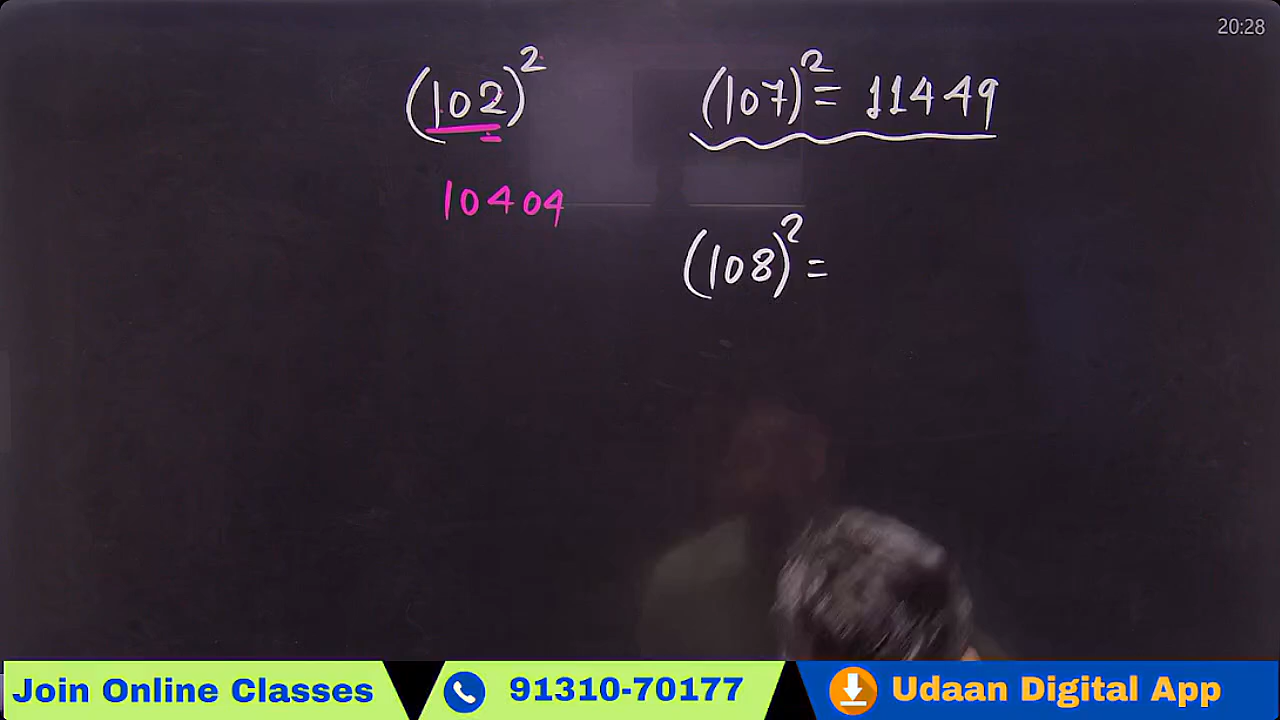 20:28
(102)² (107)² = 11449
10404
(108)² =
Join Online Classes 91310-70177 Udaan Digital App